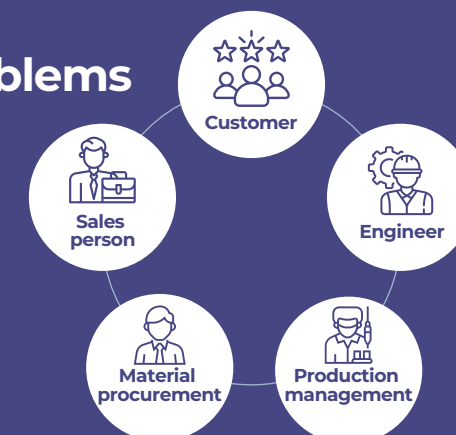 blems
Customer
Sales
person
Engineer
Material
procurement
Production
management